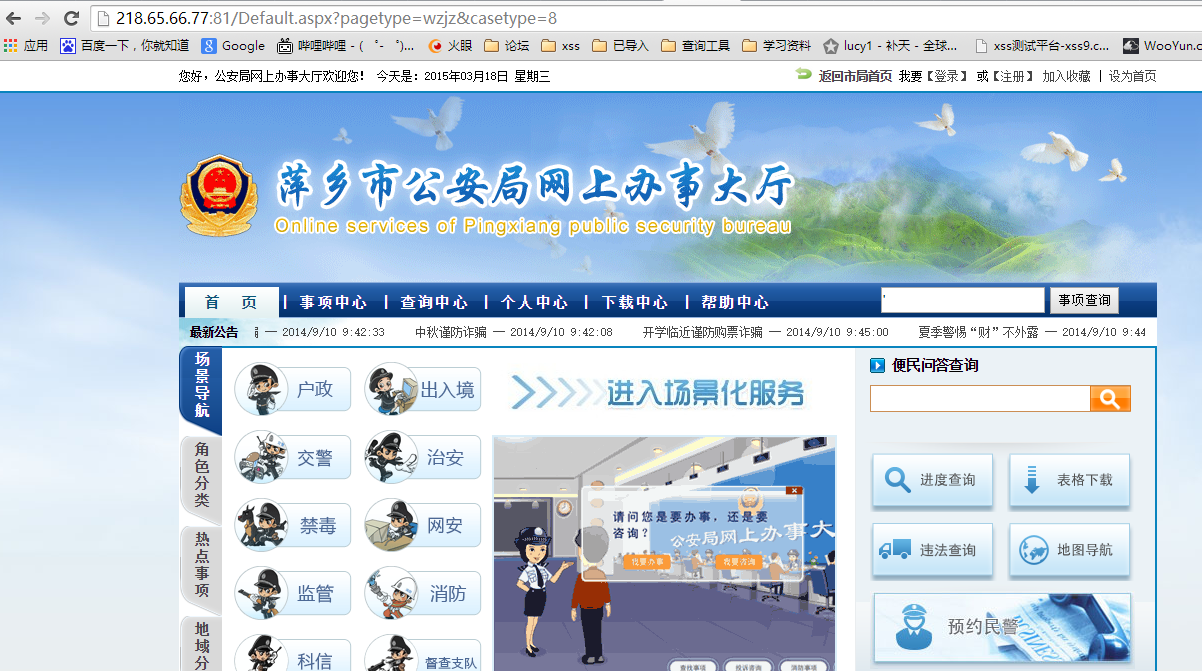 218.65.66.77:81/Default.aspx?pagetype=wzjz&casetype=8
应用 百度一下，你就知道 Google 哔哩哔哩 - ( ゜- ゜)... 火眼 论坛 xss 已导入 查询工具 学习资料 lucy1 - 补天 - 全球... xss测试平台-xss9.c... WooYun.c
您好，公安局网上办事大厅欢迎您！ 今天是：2015年03月18日 星期三 返回市局首页 我要【登录】 或【注册】 加入收藏 | 设为首页
萍乡市公安局网上办事大厅
Online services of Pingxiang public security bureau
首 页 | 事项中心 | 查询中心 | 个人中心 | 下载中心 | 帮助中心 ' 事项查询
最新公告 — 2014/9/10 9:42:33 中秋谨防诈骗 — 2014/9/10 9:42:08 开学临近谨防购票诈骗 — 2014/9/10 9:45:00 夏季警惕“财”不外露 — 2014/9/10 9:44
场景导航
角色分类
热点事项
地域分
户政 出入境
交警 治安
禁毒 网安
监管 消防
科信 督查支队
进入场景化服务
请问您是要办事，还是要
咨询？
公安局网上办事大
我要办事 我要咨询
查找事项 投诉咨询 消防事项
便民问答查询
进度查询 表格下载
违法查询 地图导航
预约民警